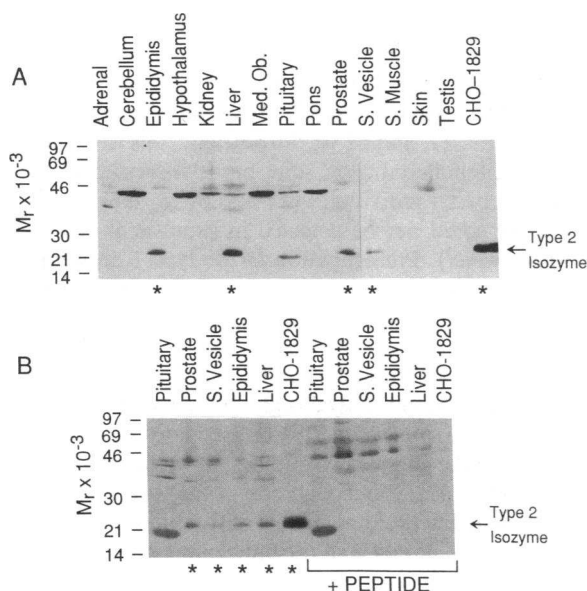 A
Adrenal
Cerebellum
Epididymis
Hypothalamus
Kidney
Liver
Med. Ob.
Pituitary
Pons
Prostate
S. Vesicle
S. Muscle
Skin
Testis
CHO-1829
Mr x 10-3
97
69
46
30
21
14
← Type 2
Isozyme
* * * * *
B
Pituitary
Prostate
S. Vesicle
Epididymis
Liver
CHO-1829
Pituitary
Prostate
S. Vesicle
Epididymis
Liver
CHO-1829
Mr x 10-3
97
69
46
30
21
14
← Type 2
Isozyme
* * * * *
+ PEPTIDE